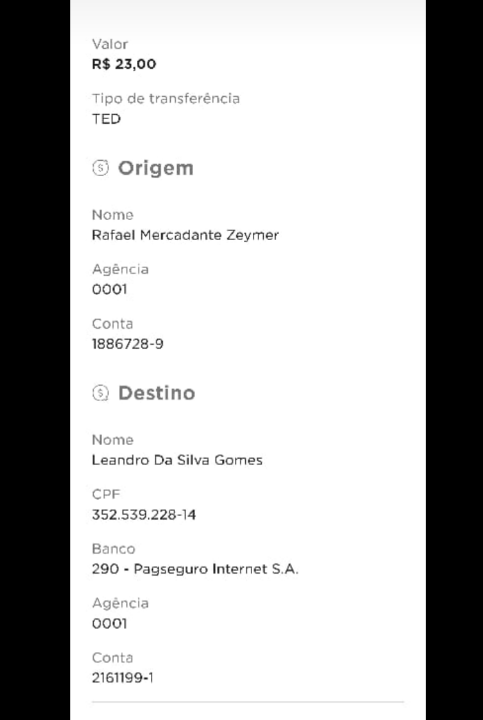 Valor
R$ 23,00
Tipo de transferência
TED
Origem
Nome
Rafael Mercadante Zeymer
Agência
0001
Conta
1886728-9
Destino
Nome
Leandro Da Silva Gomes
CPF
352.539.228-14
Banco
290 - Pagseguro Internet S.A.
Agência
0001
Conta
2161199-1